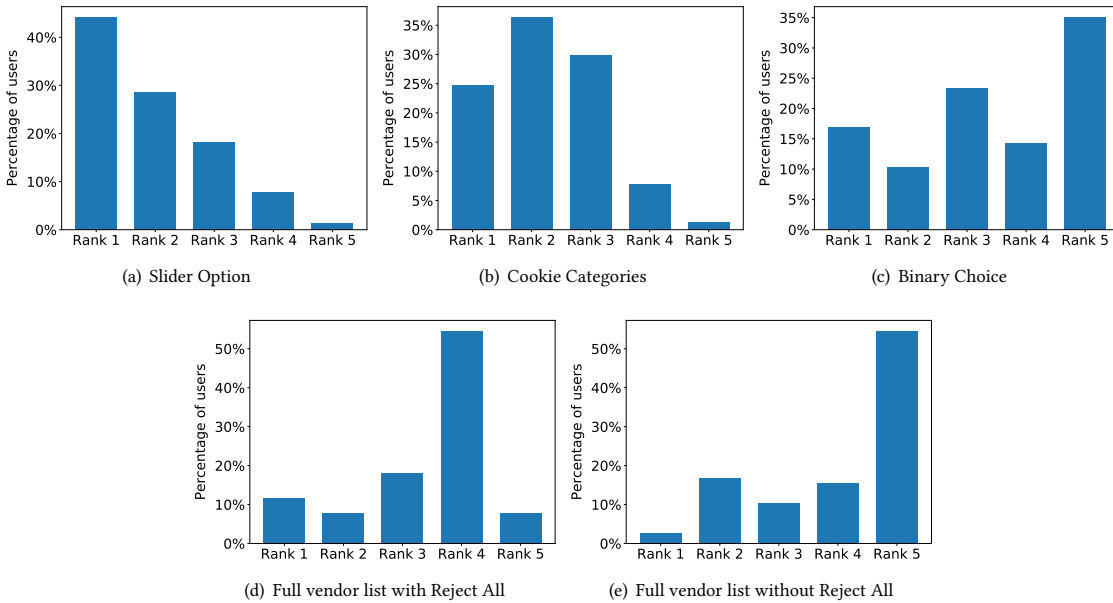 Percentage of users
40%
30%
20%
10%
0%
Rank 1 Rank 2 Rank 3 Rank 4 Rank 5
(a) Slider Option
Percentage of users
35%
30%
25%
20%
15%
10%
5%
0%
Rank 1 Rank 2 Rank 3 Rank 4 Rank 5
(b) Cookie Categories
Percentage of users
35%
30%
25%
20%
15%
10%
5%
0%
Rank 1 Rank 2 Rank 3 Rank 4 Rank 5
(c) Binary Choice
Percentage of users
50%
40%
30%
20%
10%
0%
Rank 1 Rank 2 Rank 3 Rank 4 Rank 5
(d) Full vendor list with Reject All
Percentage of users
50%
40%
30%
20%
10%
0%
Rank 1 Rank 2 Rank 3 Rank 4 Rank 5
(e) Full vendor list without Reject All